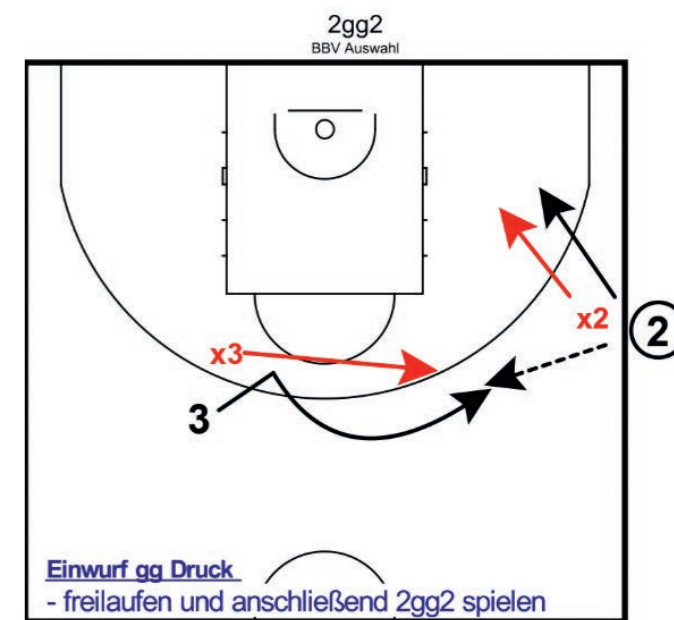 2gg2
BBV Auswahl
x2
2
x3
3
Einwurf gg Druck
- freilaufen und anschließend 2gg2 spielen